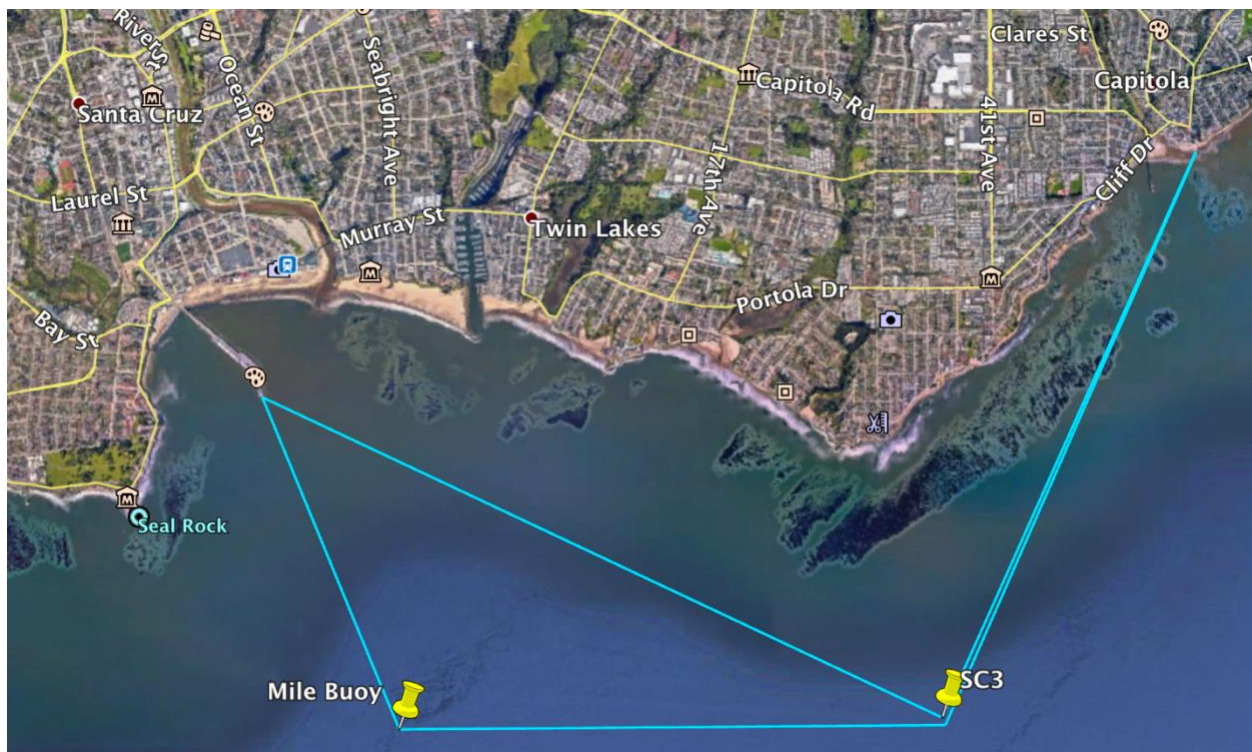 River St
Ocean St
Santa Cruz
Seabright Ave
Clares St
Capitola
Capitola Rd
41st Ave
17th Ave
Cliff Dr
Laurel St
Murray St
Twin Lakes
Bay St
Portola Dr
Seal Rock
Mile Buoy
SC3